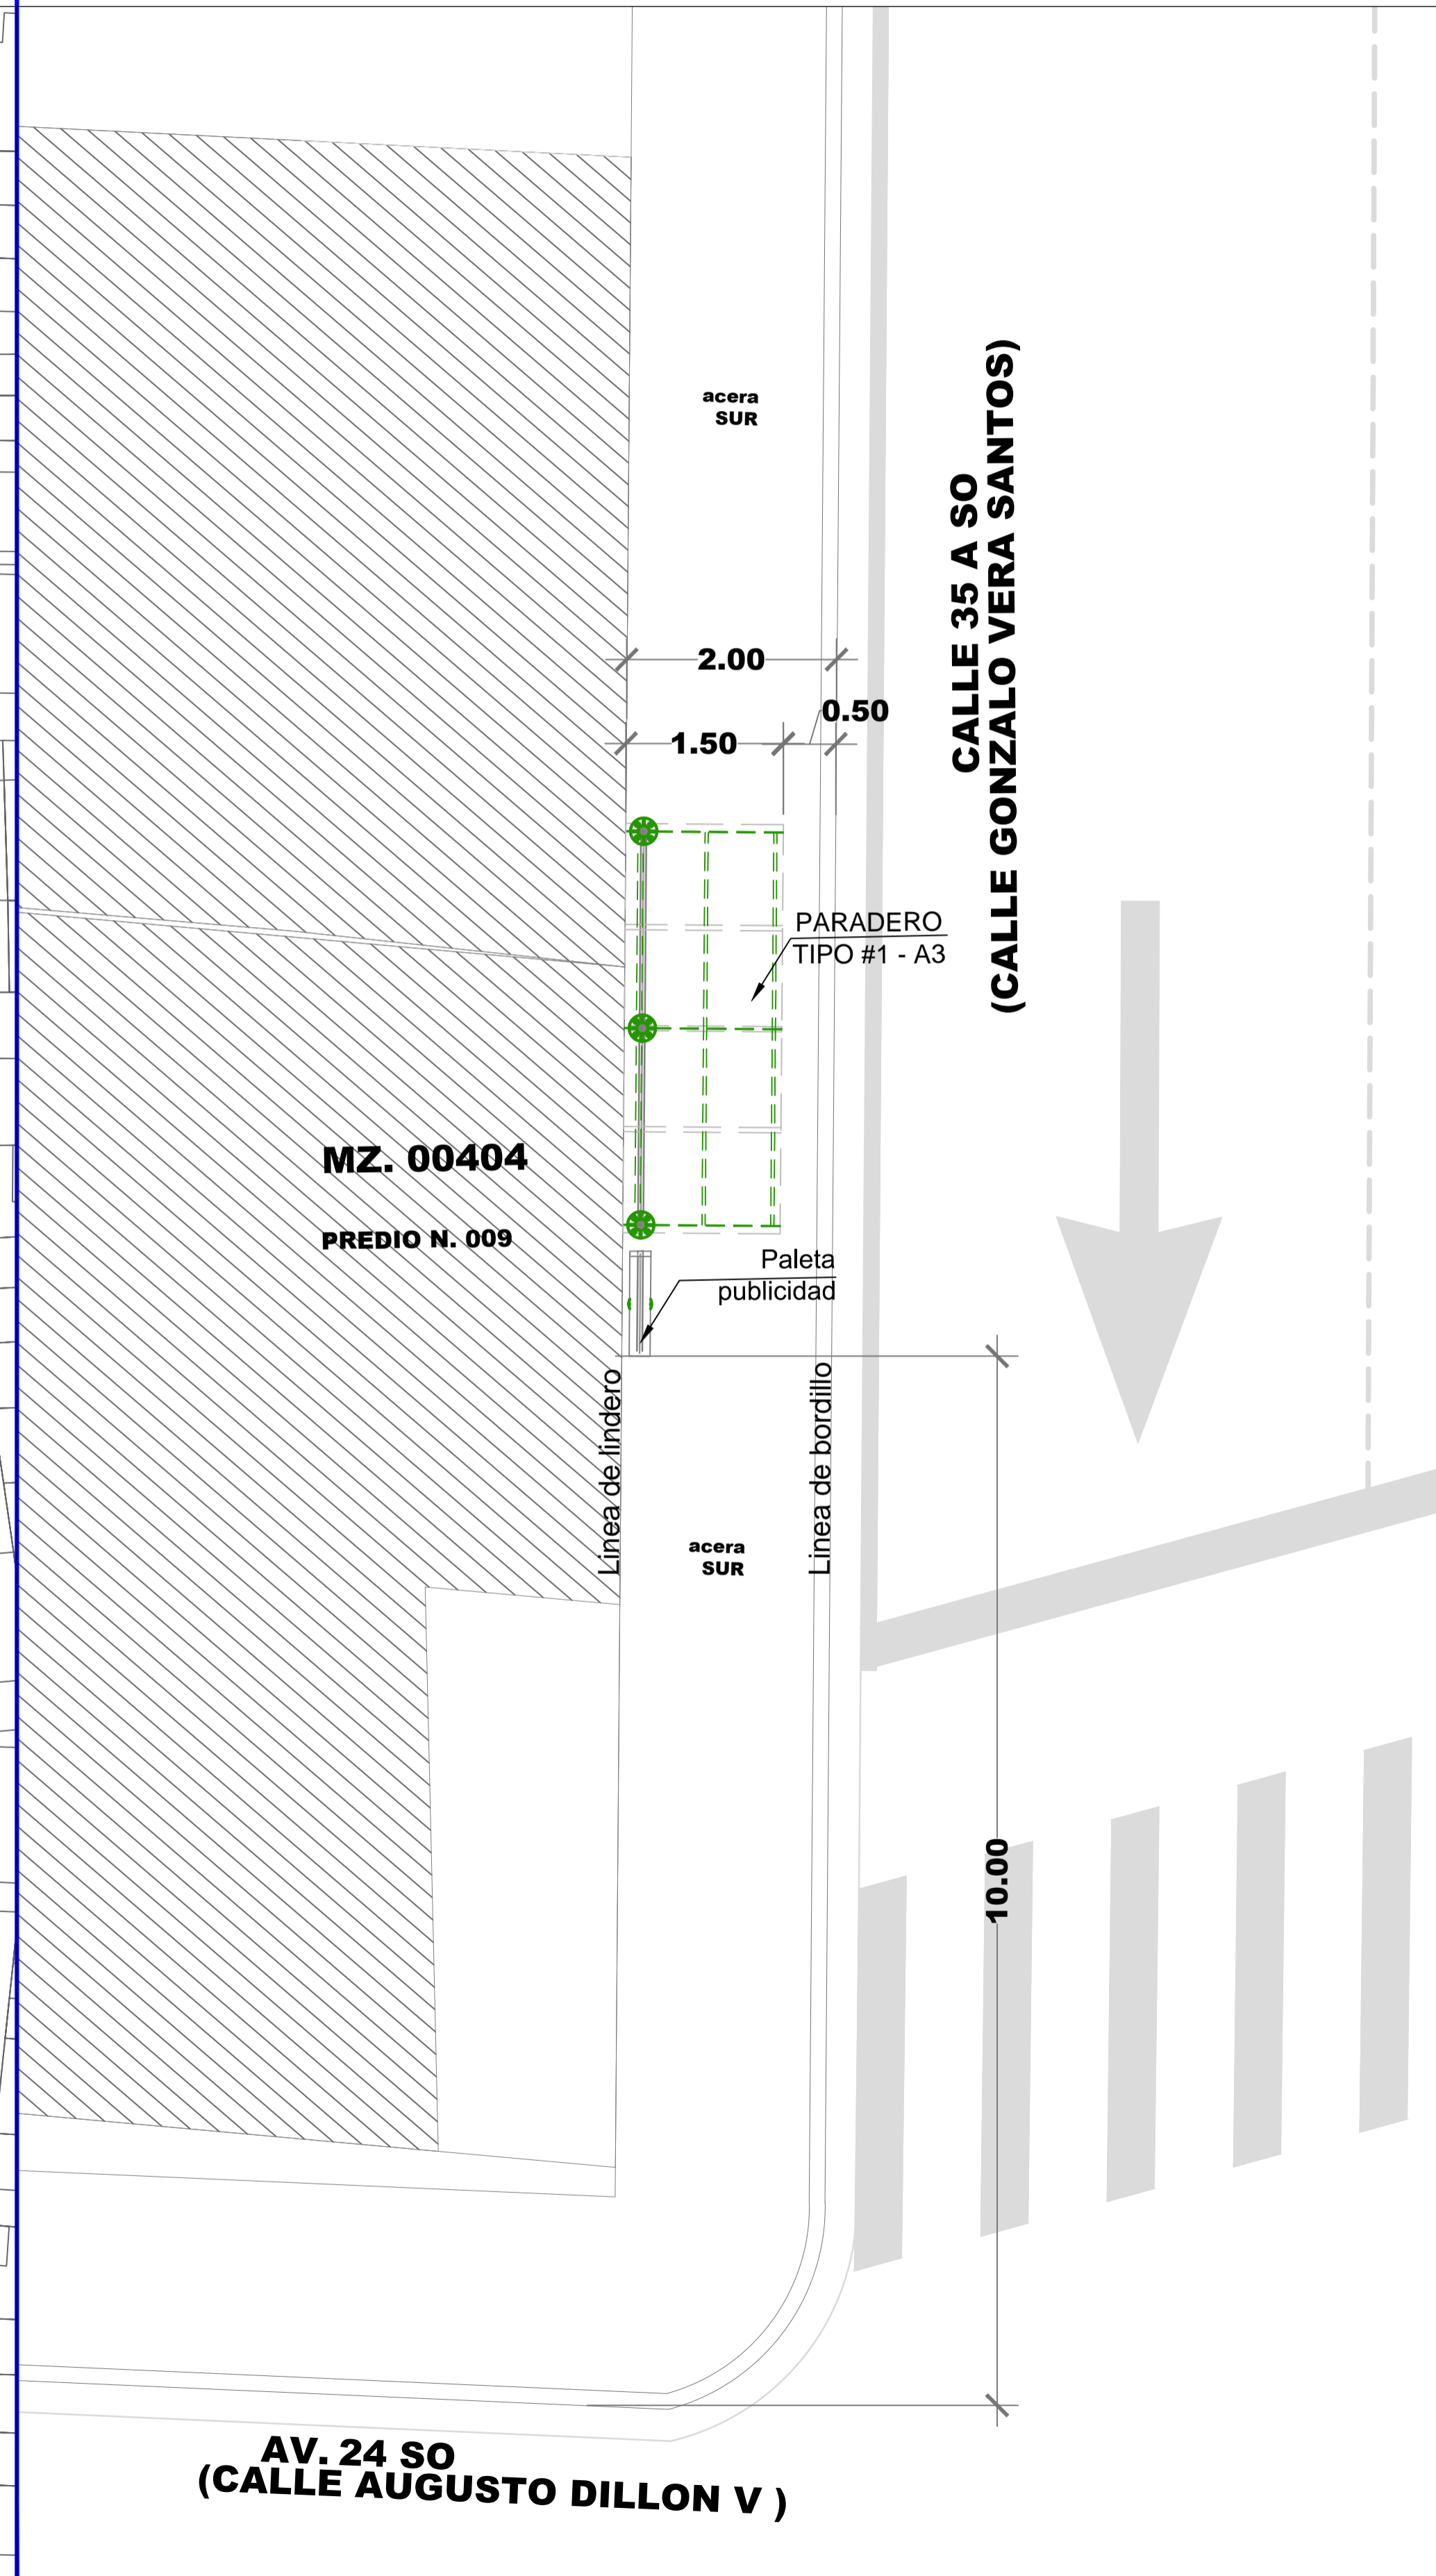 acera
SUR
CALLE 35 A SO
(CALLE GONZALO VERA SANTOS)
2.00
0.50
1.50
PARADERO
TIPO #1 - A3
MZ. 00404
PREDIO N. 009
Paleta
publicidad
Linea de lindero
Linea de bordillo
acera
SUR
10.00
AV. 24 SO
(CALLE AUGUSTO DILLON V )